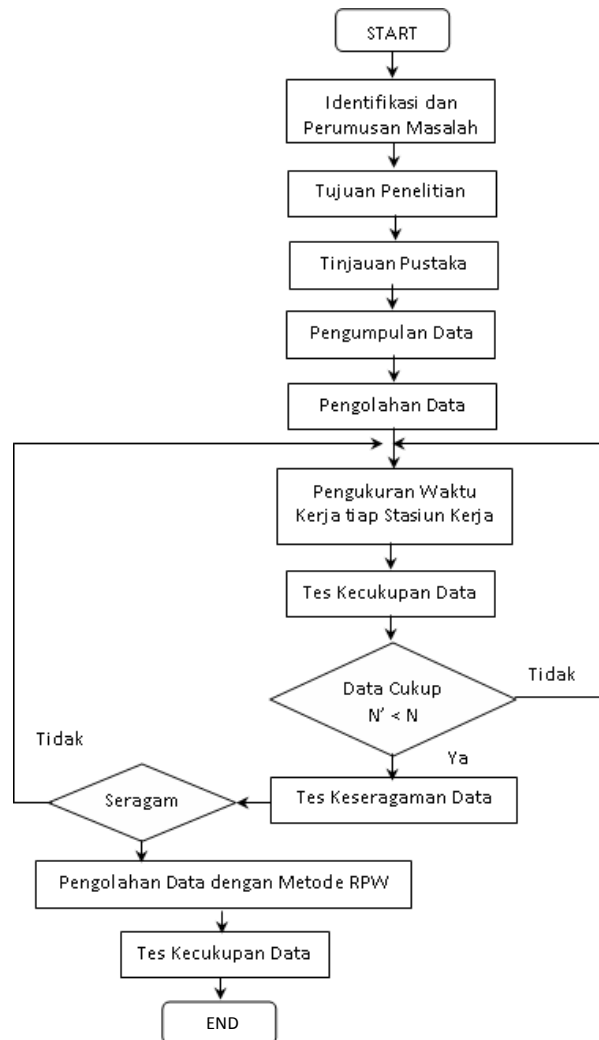 START
Identifikasi dan
Perumusan Masalah
Tujuan Penelitian
Tinjauan Pustaka
Pengumpulan Data
Pengolahan Data
Pengukuran Waktu
Kerja tiap Stasiun Kerja
Tes Kecukupan Data
Data Cukup
N' < N
Tidak
Ya
Tes Keseragaman Data
Seragam
Tidak
Pengolahan Data dengan Metode RPW
Tes Kecukupan Data
END